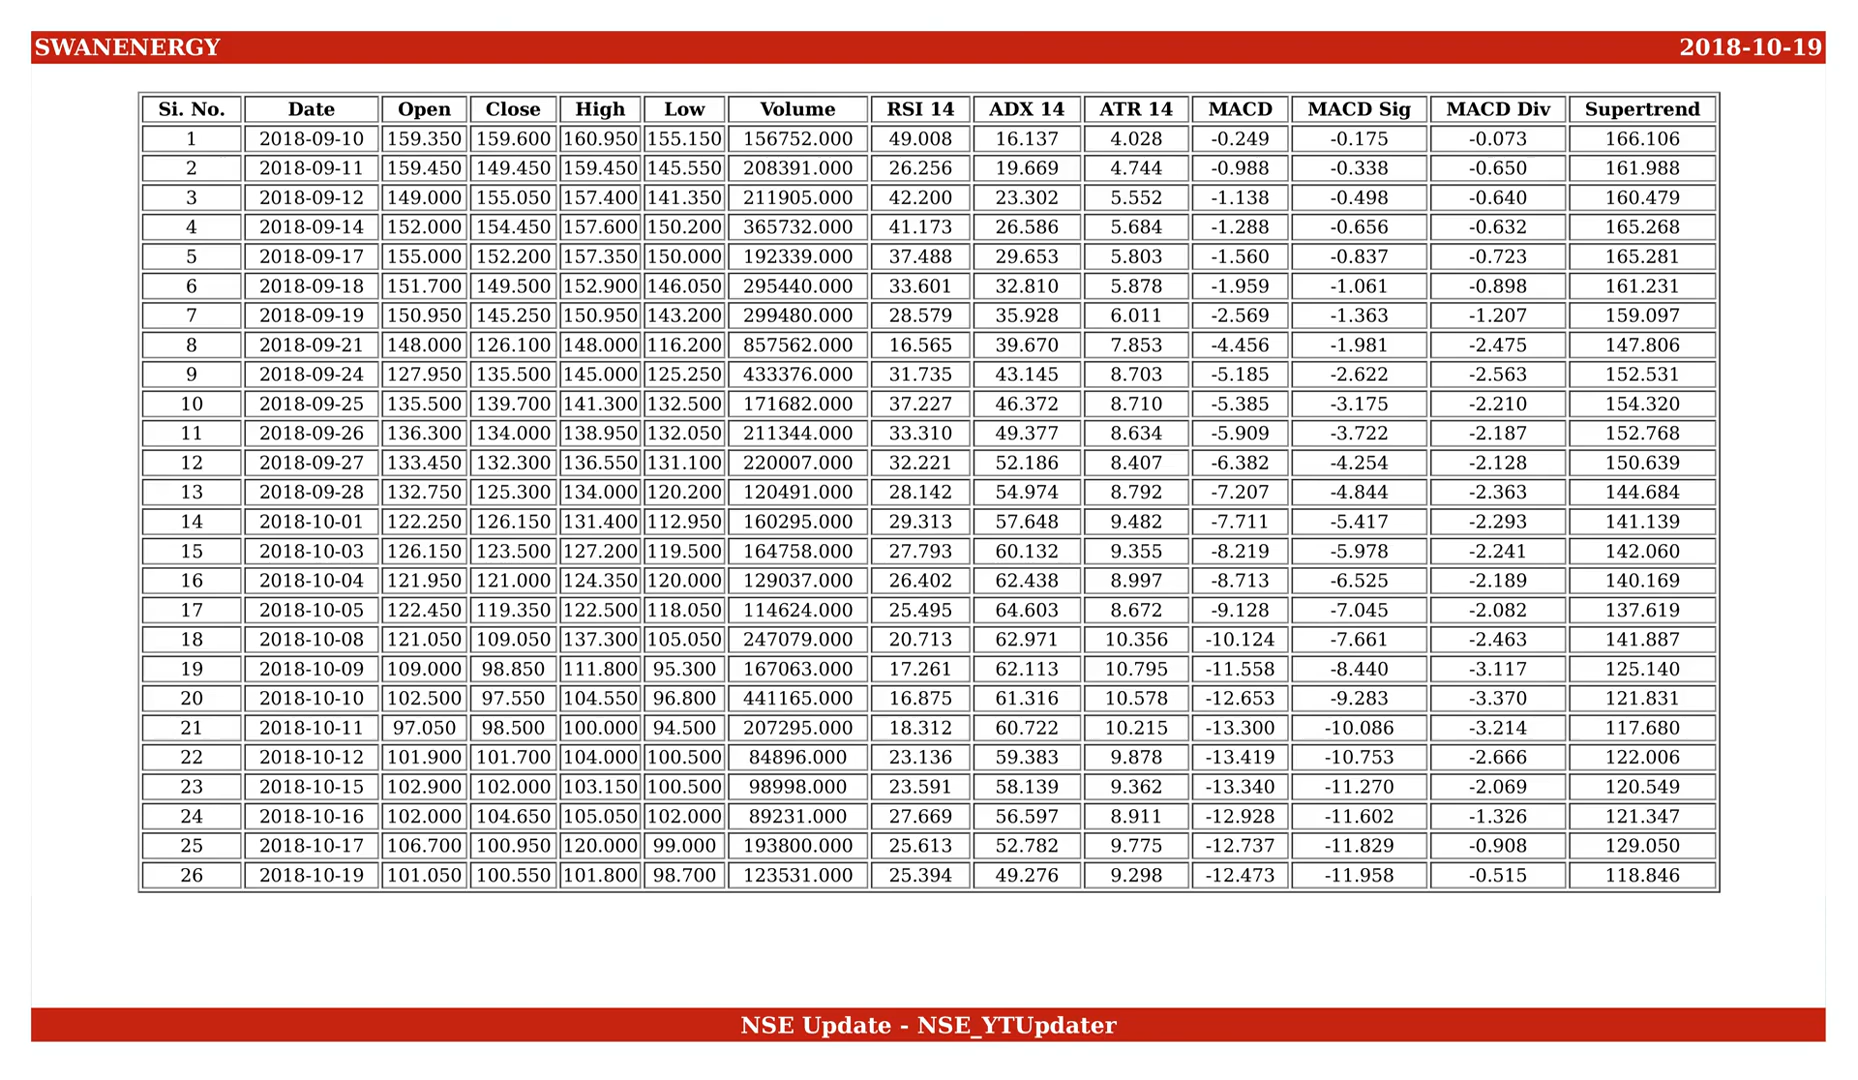 SWANENERGY 2018-10-19
Si. No. Date Open Close High Low Volume RSI 14 ADX 14 ATR 14 MACD MACD Sig MACD Div Supertrend
1 2018-09-10 159.350 159.600 160.950 155.150 156752.000 49.008 16.137 4.028 -0.249 -0.175 -0.073 166.106
2 2018-09-11 159.450 149.450 159.450 145.550 208391.000 26.256 19.669 4.744 -0.988 -0.338 -0.650 161.988
3 2018-09-12 149.000 155.050 157.400 141.350 211905.000 42.200 23.302 5.552 -1.138 -0.498 -0.640 160.479
4 2018-09-14 152.000 154.450 157.600 150.200 365732.000 41.173 26.586 5.684 -1.288 -0.656 -0.632 165.268
5 2018-09-17 155.000 152.200 157.350 150.000 192339.000 37.488 29.653 5.803 -1.560 -0.837 -0.723 165.281
6 2018-09-18 151.700 149.500 152.900 146.050 295440.000 33.601 32.810 5.878 -1.959 -1.061 -0.898 161.231
7 2018-09-19 150.950 145.250 150.950 143.200 299480.000 28.579 35.928 6.011 -2.569 -1.363 -1.207 159.097
8 2018-09-21 148.000 126.100 148.000 116.200 857562.000 16.565 39.670 7.853 -4.456 -1.981 -2.475 147.806
9 2018-09-24 127.950 135.500 145.000 125.250 433376.000 31.735 43.145 8.703 -5.185 -2.622 -2.563 152.531
10 2018-09-25 135.500 139.700 141.300 132.500 171682.000 37.227 46.372 8.710 -5.385 -3.175 -2.210 154.320
11 2018-09-26 136.300 134.000 138.950 132.050 211344.000 33.310 49.377 8.634 -5.909 -3.722 -2.187 152.768
12 2018-09-27 133.450 132.300 136.550 131.100 220007.000 32.221 52.186 8.407 -6.382 -4.254 -2.128 150.639
13 2018-09-28 132.750 125.300 134.000 120.200 120491.000 28.142 54.974 8.792 -7.207 -4.844 -2.363 144.684
14 2018-10-01 122.250 126.150 131.400 112.950 160295.000 29.313 57.648 9.482 -7.711 -5.417 -2.293 141.139
15 2018-10-03 126.150 123.500 127.200 119.500 164758.000 27.793 60.132 9.355 -8.219 -5.978 -2.241 142.060
16 2018-10-04 121.950 121.000 124.350 120.000 129037.000 26.402 62.438 8.997 -8.713 -6.525 -2.189 140.169
17 2018-10-05 122.450 119.350 122.500 118.050 114624.000 25.495 64.603 8.672 -9.128 -7.045 -2.082 137.619
18 2018-10-08 121.050 109.050 137.300 105.050 247079.000 20.713 62.971 10.356 -10.124 -7.661 -2.463 141.887
19 2018-10-09 109.000 98.850 111.800 95.300 167063.000 17.261 62.113 10.795 -11.558 -8.440 -3.117 125.140
20 2018-10-10 102.500 97.550 104.550 96.800 441165.000 16.875 61.316 10.578 -12.653 -9.283 -3.370 121.831
21 2018-10-11 97.050 98.500 100.000 94.500 207295.000 18.312 60.722 10.215 -13.300 -10.086 -3.214 117.680
22 2018-10-12 101.900 101.700 104.000 100.500 84896.000 23.136 59.383 9.878 -13.419 -10.753 -2.666 122.006
23 2018-10-15 102.900 102.000 103.150 100.500 98998.000 23.591 58.139 9.362 -13.340 -11.270 -2.069 120.549
24 2018-10-16 102.000 104.650 105.050 102.000 89231.000 27.669 56.597 8.911 -12.928 -11.602 -1.326 121.347
25 2018-10-17 106.700 100.950 120.000 99.000 193800.000 25.613 52.782 9.775 -12.737 -11.829 -0.908 129.050
26 2018-10-19 101.050 100.550 101.800 98.700 123531.000 25.394 49.276 9.298 -12.473 -11.958 -0.515 118.846
NSE Update - NSE_YTUpdater